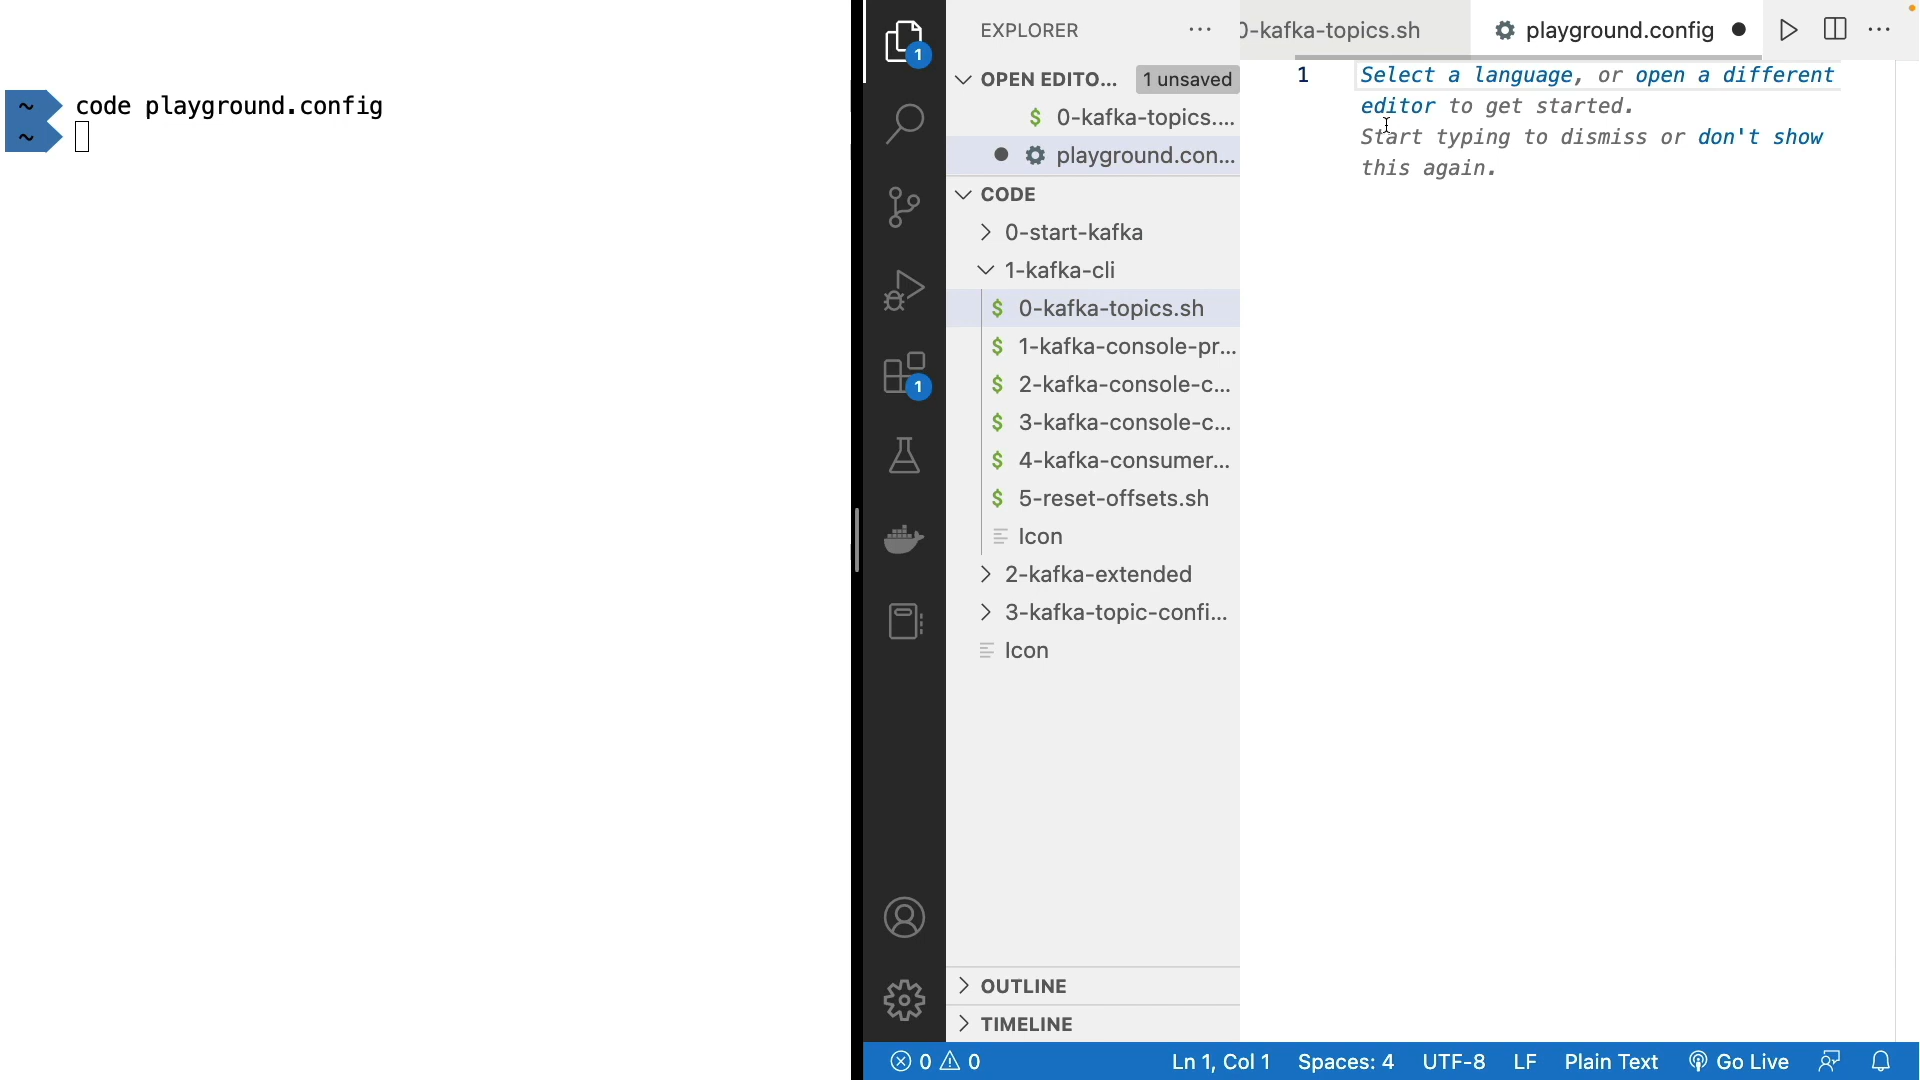 ~ code playground.config
~
EXPLORER
0-kafka-topics.sh
playground.config
OPEN EDITO... 1 unsaved
$ 0-kafka-topics....
playground.con...
CODE
0-start-kafka
1-kafka-cli
$ 0-kafka-topics.sh
$ 1-kafka-console-pr...
$ 2-kafka-console-c...
$ 3-kafka-console-c...
$ 4-kafka-consumer...
$ 5-reset-offsets.sh
Icon
2-kafka-extended
3-kafka-topic-confi...
Icon
OUTLINE
TIMELINE
1
1
1 Select a language, or open a different
editor to get started.
Start typing to dismiss or don't show
this again.
0 0 Ln 1, Col 1 Spaces: 4 UTF-8 LF Plain Text Go Live